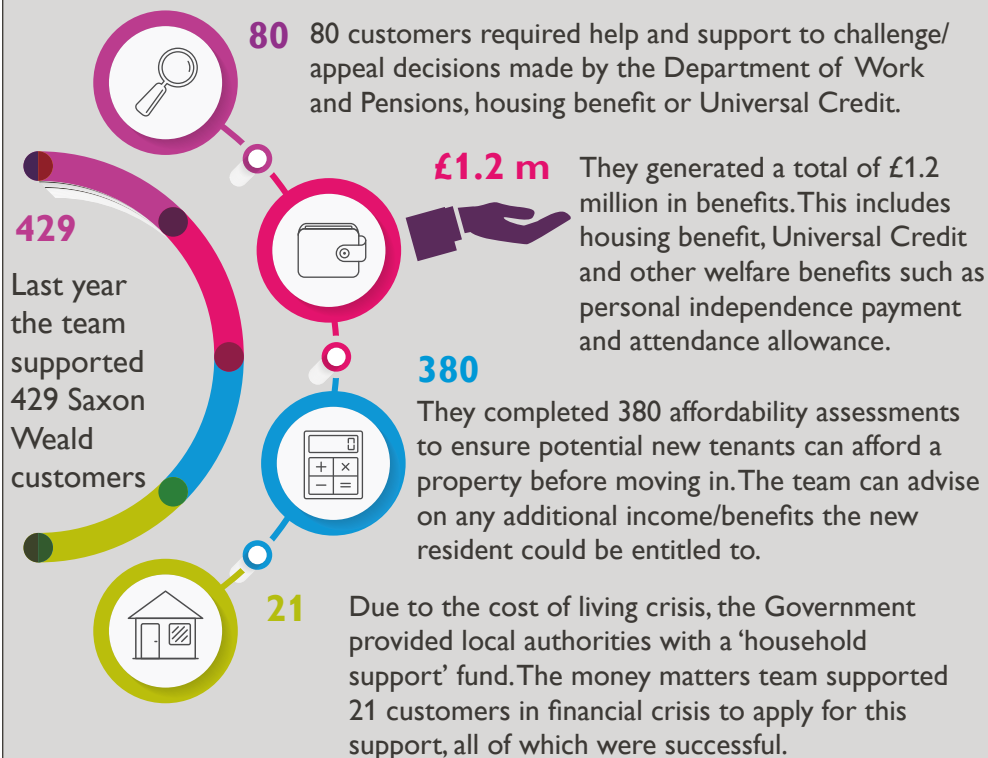 80
80 customers required help and support to challenge/
appeal decisions made by the Department of Work
and Pensions, housing benefit or Universal Credit.
429
Last year
the team
supported
429 Saxon
Weald
customers
£1.2 m
They generated a total of £1.2
million in benefits. This includes
housing benefit, Universal Credit
and other welfare benefits such as
personal independence payment
and attendance allowance.
380
They completed 380 affordability assessments
to ensure potential new tenants can afford a
property before moving in. The team can advise
on any additional income/benefits the new
resident could be entitled to.
0
+ ×
− =
21
Due to the cost of living crisis, the Government
provided local authorities with a ‘household
support’ fund. The money matters team supported
21 customers in financial crisis to apply for this
support, all of which were successful.